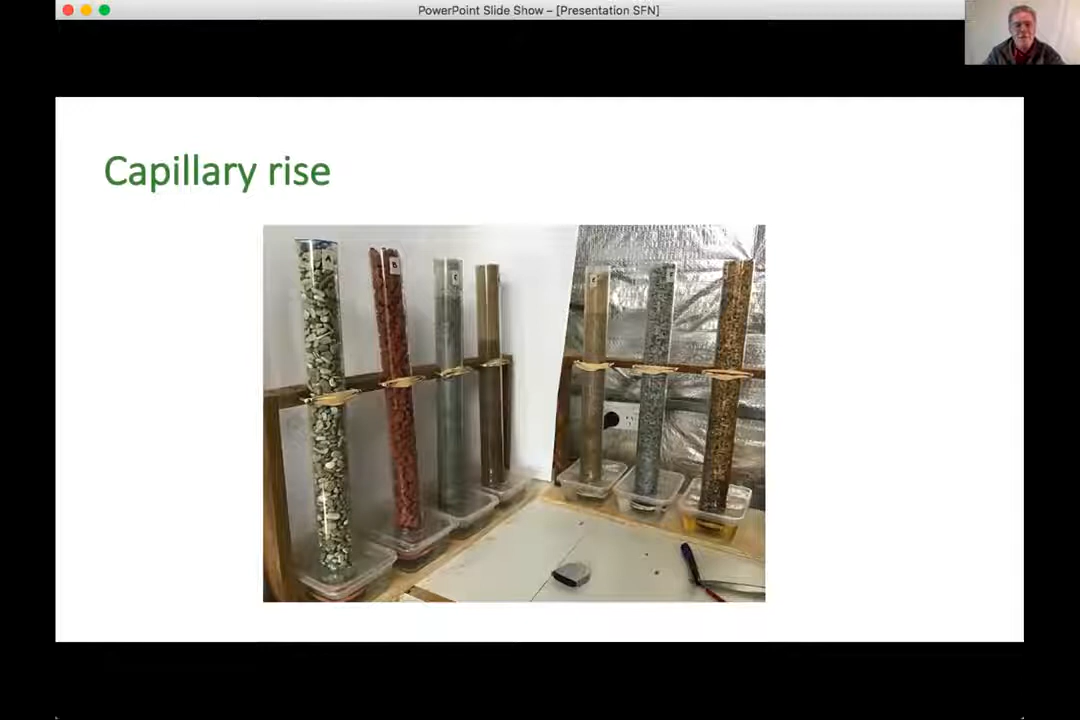 PowerPoint Slide Show – [Presentation SFN]
Capillary rise
A
B